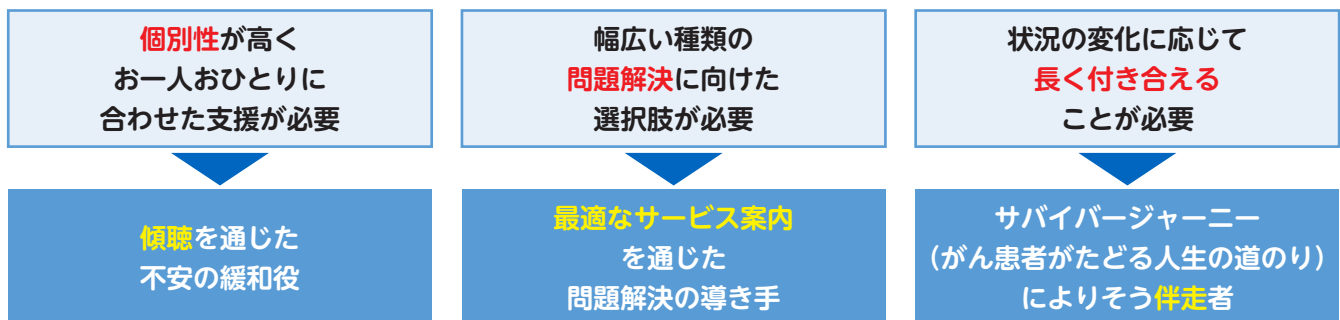 個別性が高く
お一人おひとりに
合わせた支援が必要
幅広い種類の
問題解決に向けた
選択肢が必要
状況の変化に応じて
長く付き合える
ことが必要
傾聴を通じた
不安の緩和役
最適なサービス案内
を通じた
問題解決の導き手
サバイバージャーニー
（がん患者がたどる人生の道のり）
によりそう伴走者